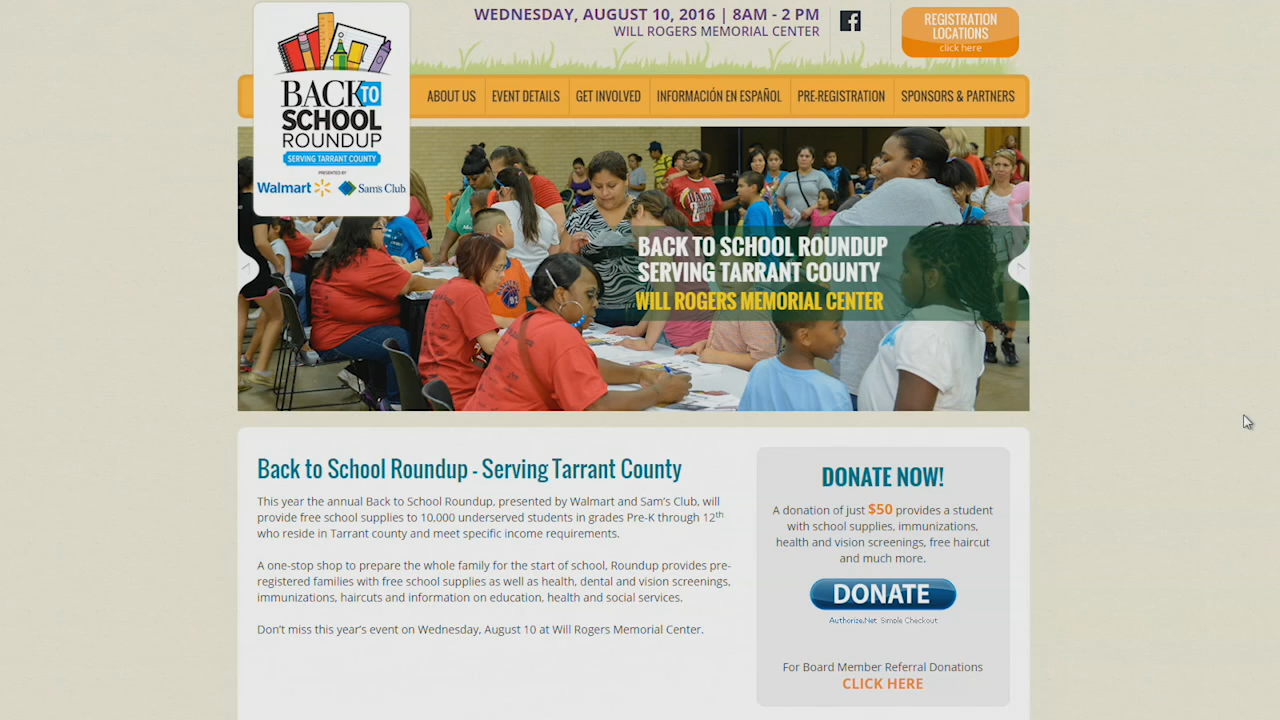 WEDNESDAY, AUGUST 10, 2016 | 8AM - 2 PM
WILL ROGERS MEMORIAL CENTER
REGISTRATION
LOCATIONS
click here
BACK TO
SCHOOL
ROUNDUP
SERVING TARRANT COUNTY
PRESENTED BY
Walmart Sam's Club
ABOUT US
EVENT DETAILS
GET INVOLVED
INFORMACIÓN EN ESPAÑOL
PRE-REGISTRATION
SPONSORS & PARTNERS
BACK TO SCHOOL ROUNDUP
SERVING TARRANT COUNTY
WILL ROGERS MEMORIAL CENTER
Back to School Roundup - Serving Tarrant County
This year the annual Back to School Roundup, presented by Walmart and Sam's Club, will
provide free school supplies to 10,000 underserved students in grades Pre-K through 12th
who reside in Tarrant county and meet specific income requirements.
A one-stop shop to prepare the whole family for the start of school, Roundup provides pre-
registered families with free school supplies as well as health, dental and vision screenings,
immunizations, haircuts and information on education, health and social services.
Don't miss this year's event on Wednesday, August 10 at Will Rogers Memorial Center.
DONATE NOW!
A donation of just $50 provides a student
with school supplies, immunizations,
health and vision screenings, free haircut
and much more.
DONATE
Authorize.Net Simple Checkout
For Board Member Referral Donations
CLICK HERE